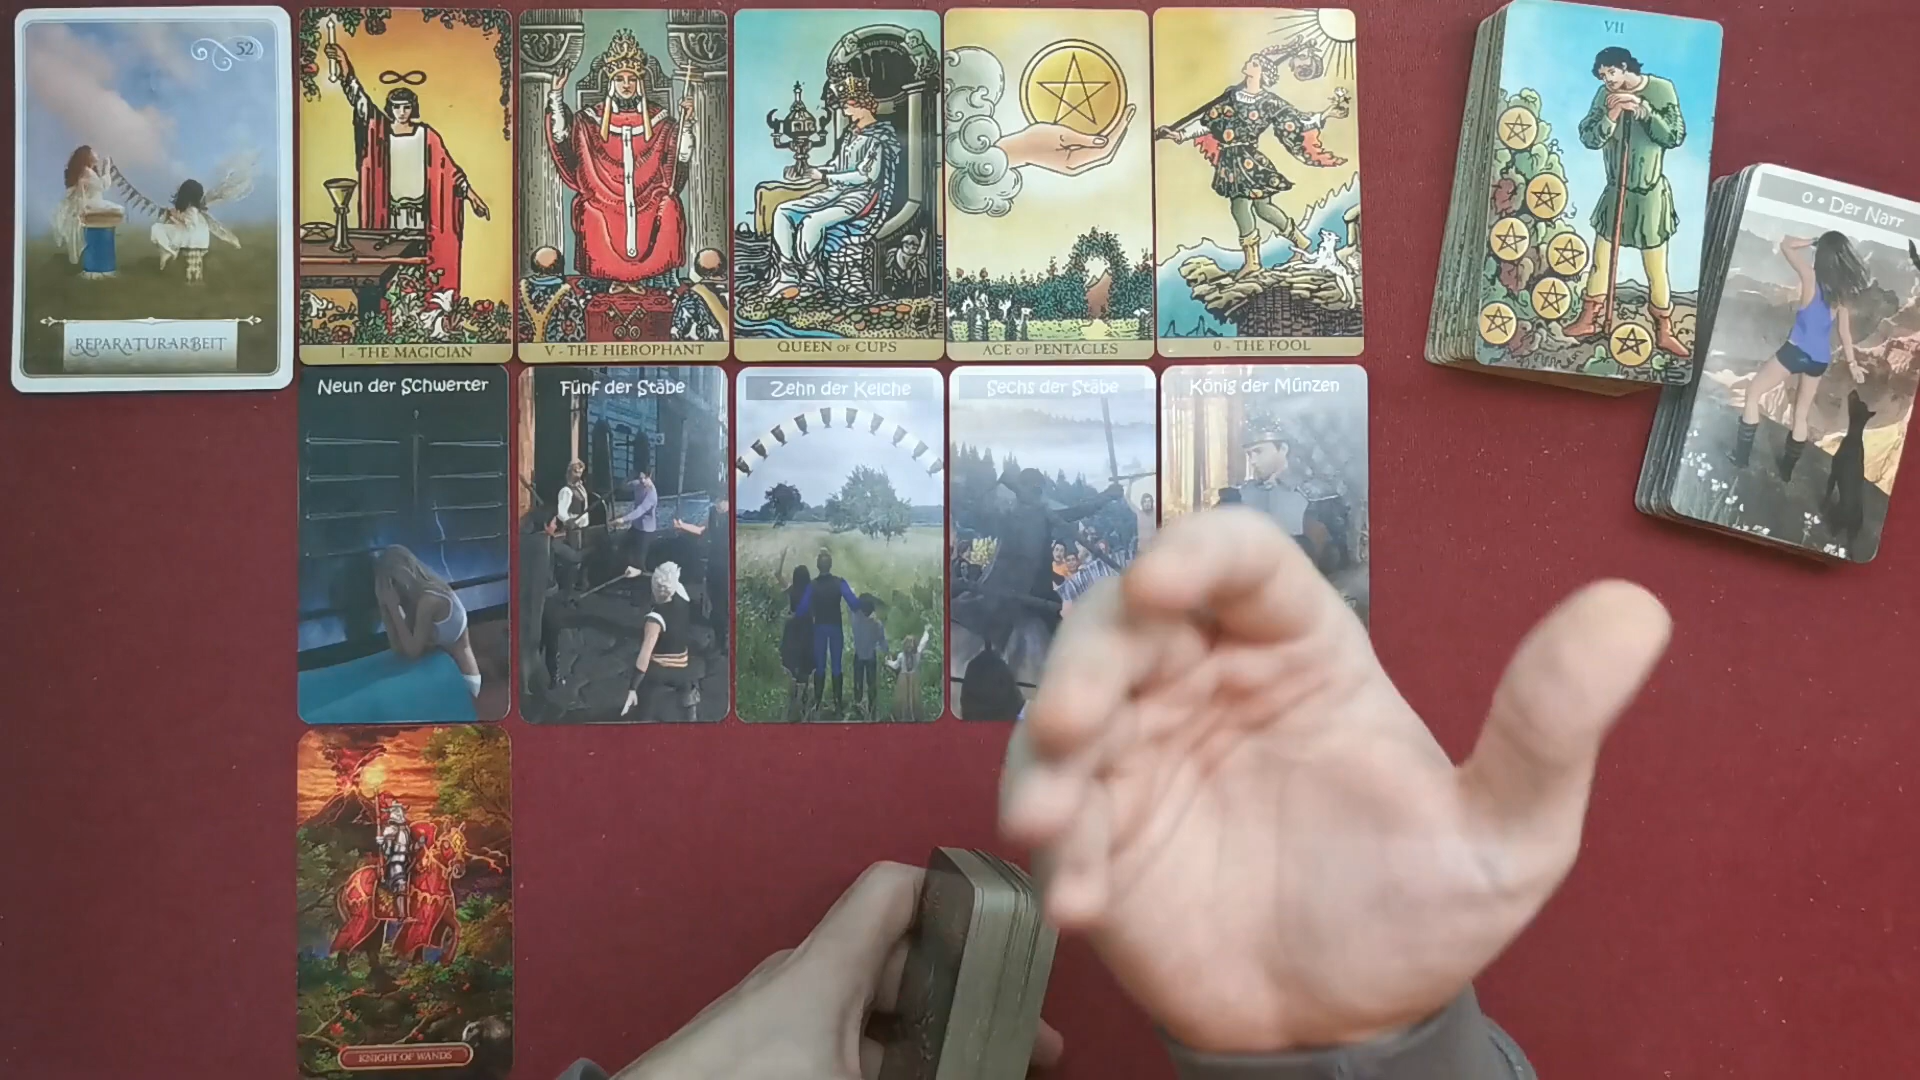 52
REPARATURARBEIT
I - THE MAGICIAN
V - THE HIEROPHANT
QUEEN OF CUPS
ACE OF PENTACLES
0 - THE FOOL
VII
0 • Der Narr
Neun der Schwerter
Fünf der Stäbe
Zehn der Kelche
Sechs der Stäbe
König der Münzen
KNIGHT OF WANDS